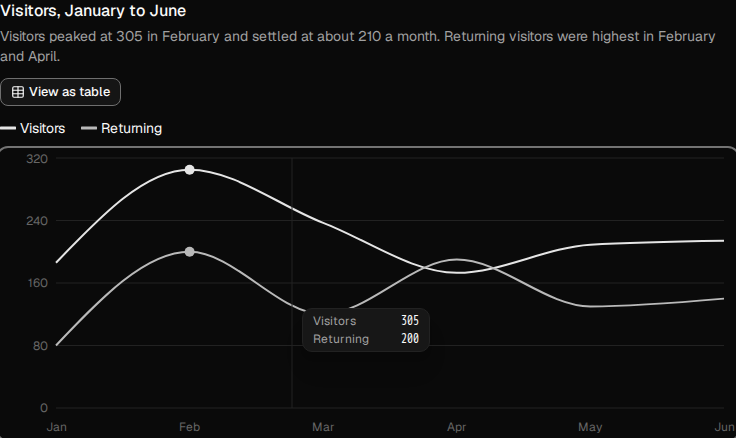 Visitors, January to June
Visitors peaked at 305 in February and settled at about 210 a month. Returning visitors were highest in February
and April.
View as table
Visitors Returning
320
240
160
Visitors 305
Returning 200
80
0
Jan Feb Mar Apr May Jun